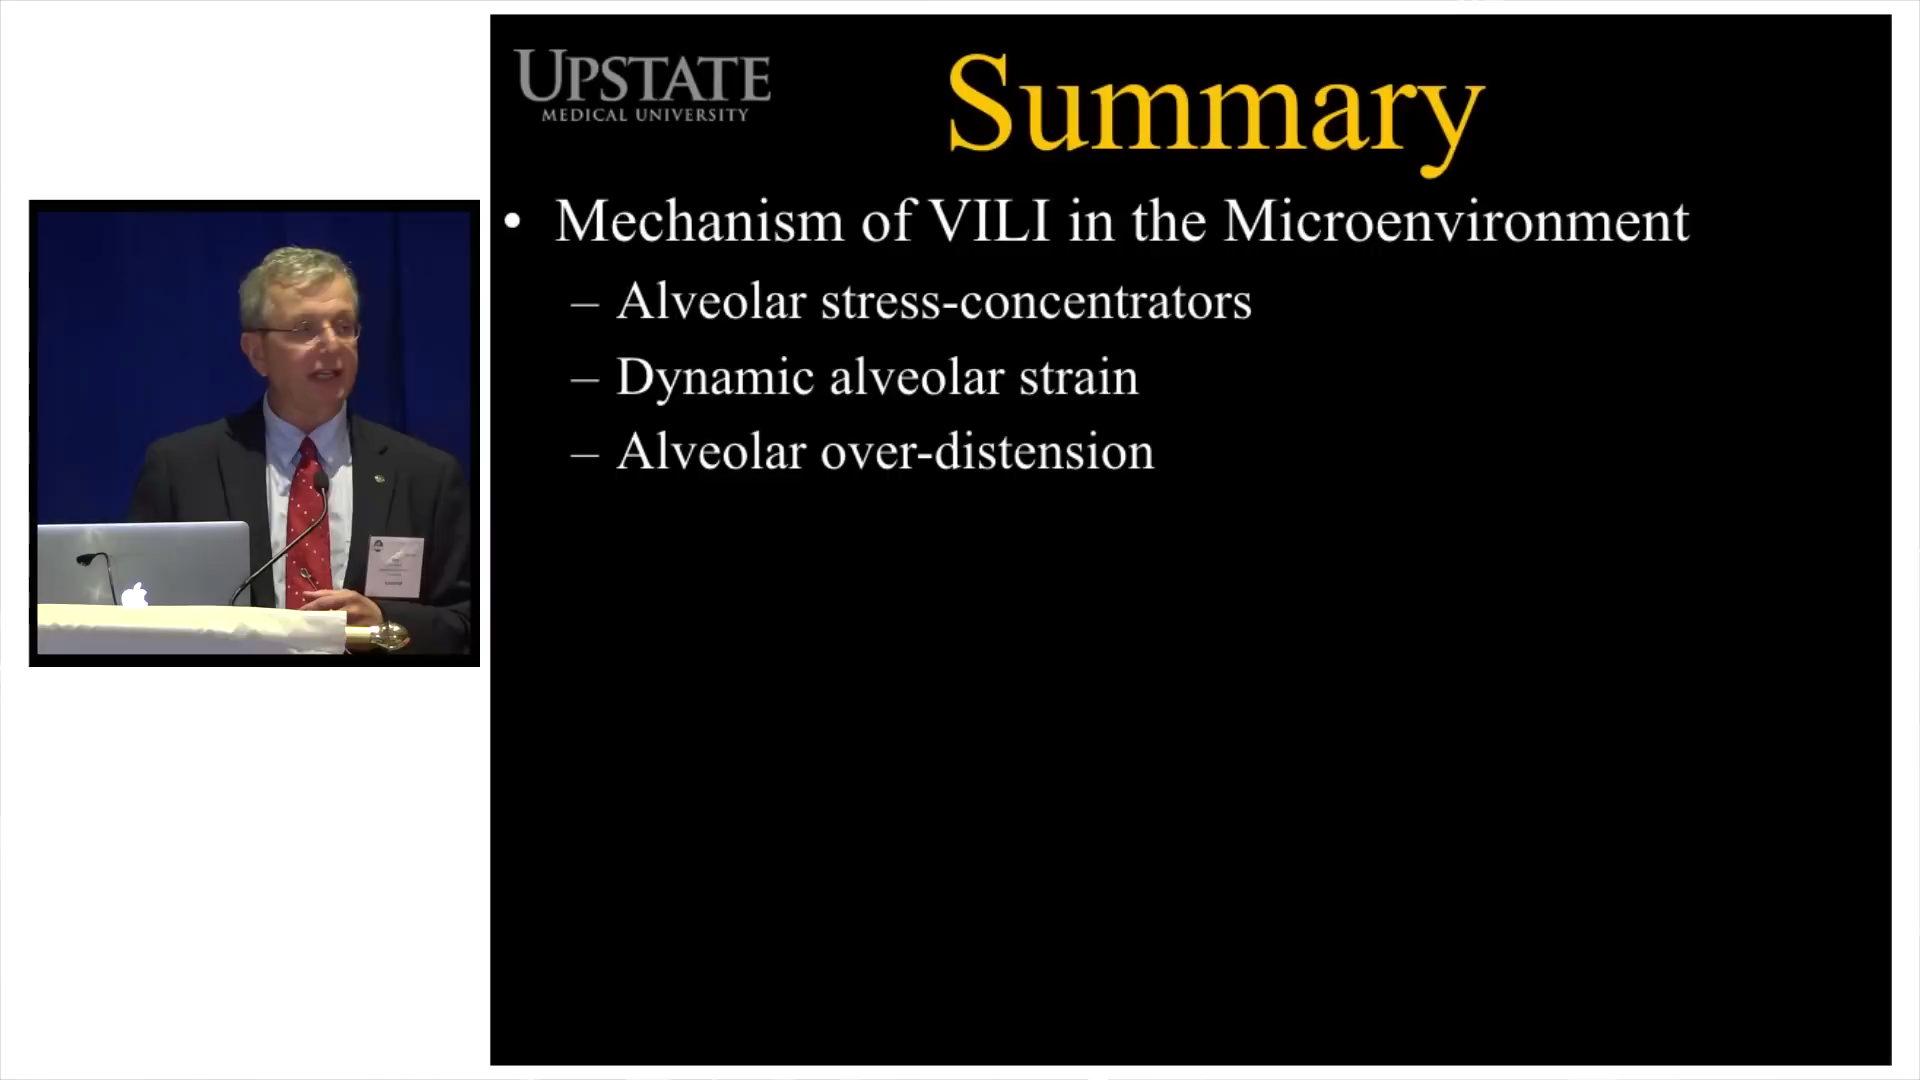 UPSTATE
MEDICAL UNIVERSITY
Summary
• Mechanism of VILI in the Microenvironment
– Alveolar stress-concentrators
– Dynamic alveolar strain
– Alveolar over-distension